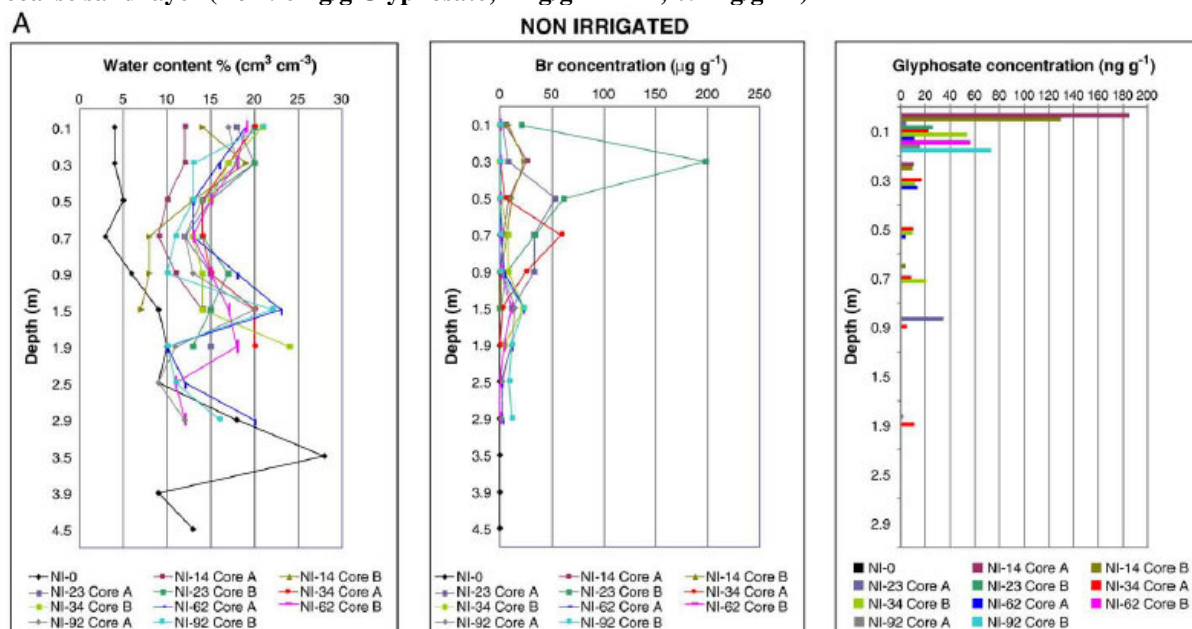 coarse sand layer Glyphosate,
A
NON IRRIGATED
Water content % (cm³ cm⁻³)
0 5 10 15 20 25 30
Depth (m)
0.1
0.3
0.5
0.7
0.9
1.5
1.9
2.5
2.9
3.5
3.9
4.5
NI-0 NI-14 Core A NI-14 Core B
NI-23 Core A NI-23 Core B NI-34 Core A
NI-34 Core B NI-62 Core A NI-62 Core B
NI-92 Core A NI-92 Core B
Br concentration (µg g⁻¹)
0 50 100 150 200 250
Depth (m)
0.1
0.3
0.5
0.7
0.9
1.5
1.9
2.5
2.9
3.5
3.9
4.5
NI-0 NI-14 Core A NI-14 Core B
NI-23 Core A NI-23 Core B NI-34 Core A
NI-34 Core B NI-62 Core A NI-62 Core B
NI-92 Core A NI-92 Core B
Glyphosate concentration (ng g⁻¹)
0 20 40 60 80 100 120 140 160 180 200
Depth (m)
0.1
0.3
0.5
0.7
0.9
1.5
1.9
2.5
2.9
NI-0 NI-14 Core A NI-14 Core B
NI-23 Core A NI-23 Core B NI-34 Core A
NI-34 Core B NI-62 Core A NI-62 Core B
NI-92 Core A NI-92 Core B